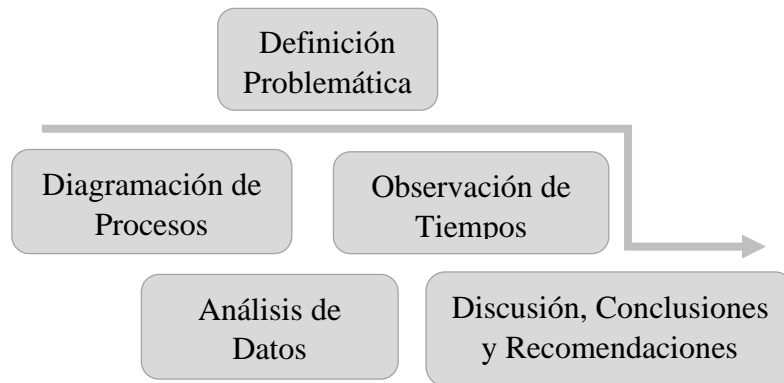 Definición
Problemática
Diagramación de
Procesos
Observación de
Tiempos
Análisis de
Datos
Discusión, Conclusiones
y Recomendaciones